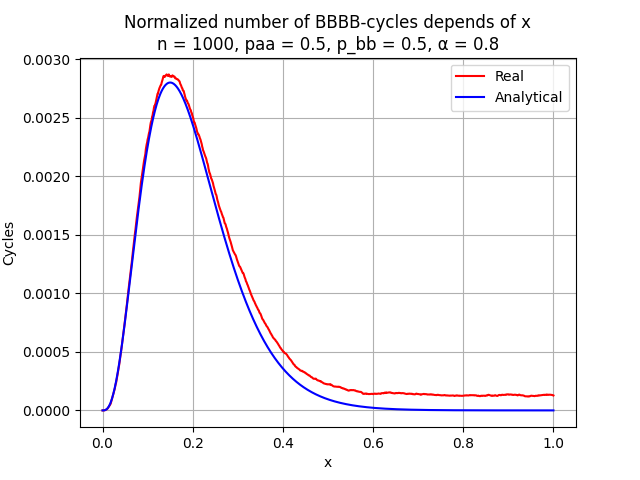 Normalized number of BBBB-cycles depends of x
n = 1000, paa = 0.5, p_bb = 0.5, α = 0.8
Real
Analytical
Cycles
0.0030
0.0025
0.0020
0.0015
0.0010
0.0005
0.0000
0.0 0.2 0.4 0.6 0.8 1.0
x